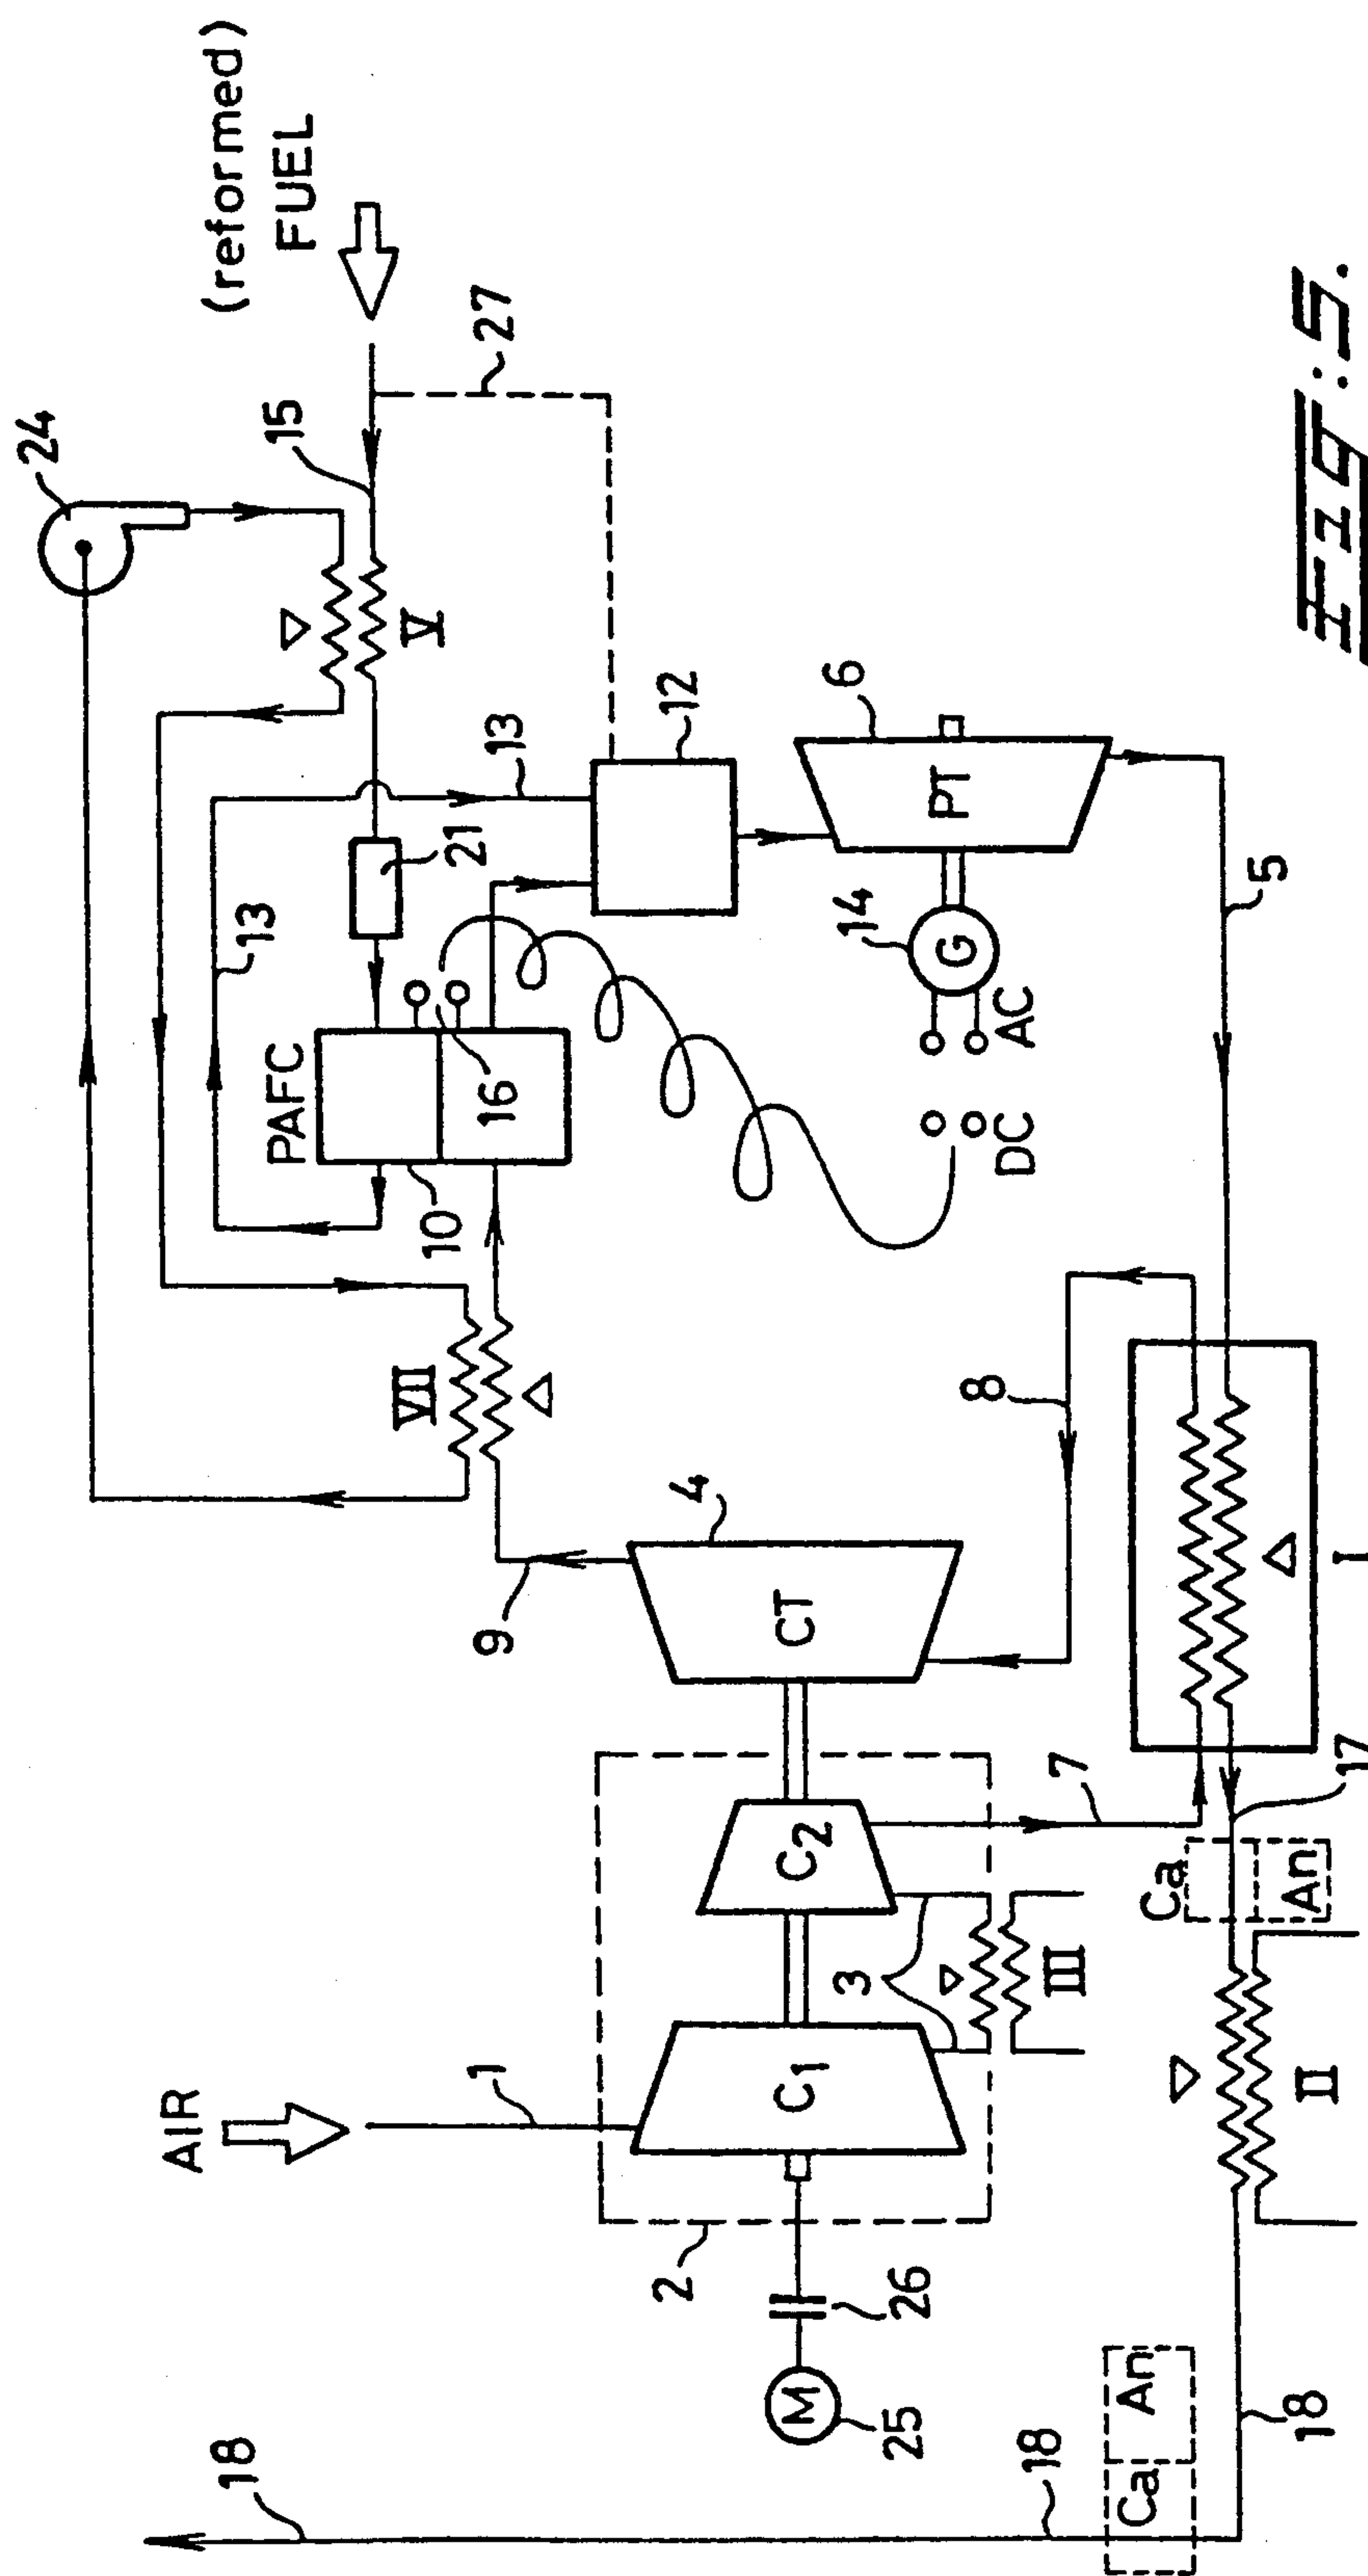 (reformed)
FUEL
24
15
27
V
13
21
13
12
6
PT
14
G
AC
DC
5
PAFC
16
10
VII
8
9
4
CT
I
17
7
Ca
An
C2
3
III
II
AIR
1
C1
2
26
M
25
18
18
18
Ca
An
FIG:5.